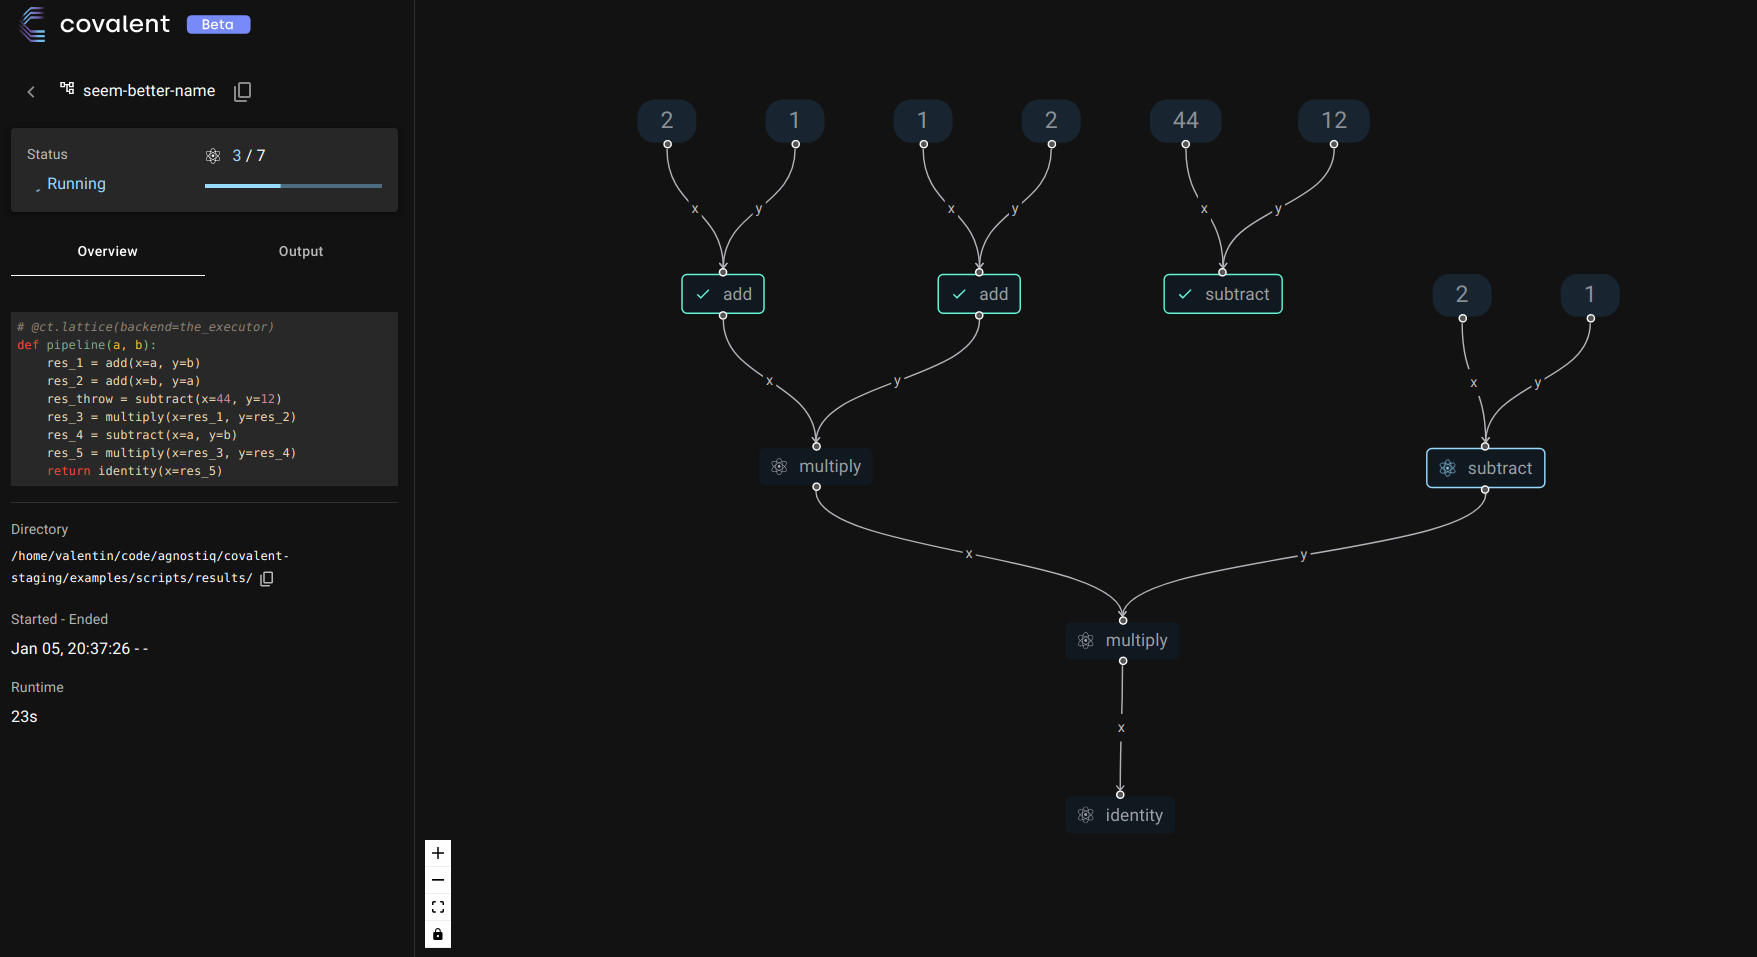 covalent Beta
seem-better-name
Status
3 / 7
Running
Overview
Output
# @ct.lattice(backend=the_executor)
def pipeline(a, b):
    res_1 = add(x=a, y=b)
    res_2 = add(x=b, y=a)
    res_throw = subtract(x=44, y=12)
    res_3 = multiply(x=res_1, y=res_2)
    res_4 = subtract(x=a, y=b)
    res_5 = multiply(x=res_3, y=res_4)
    return identity(x=res_5)
Directory
/home/valentin/code/agnostiq/covalent-
staging/examples/scripts/results/
Started - Ended
Jan 05, 20:37:26 - -
Runtime
23s
2 1 1 2 44 12
x y x y x y
add add subtract
2 1
x y
x y
multiply
subtract
x y
multiply
x
identity